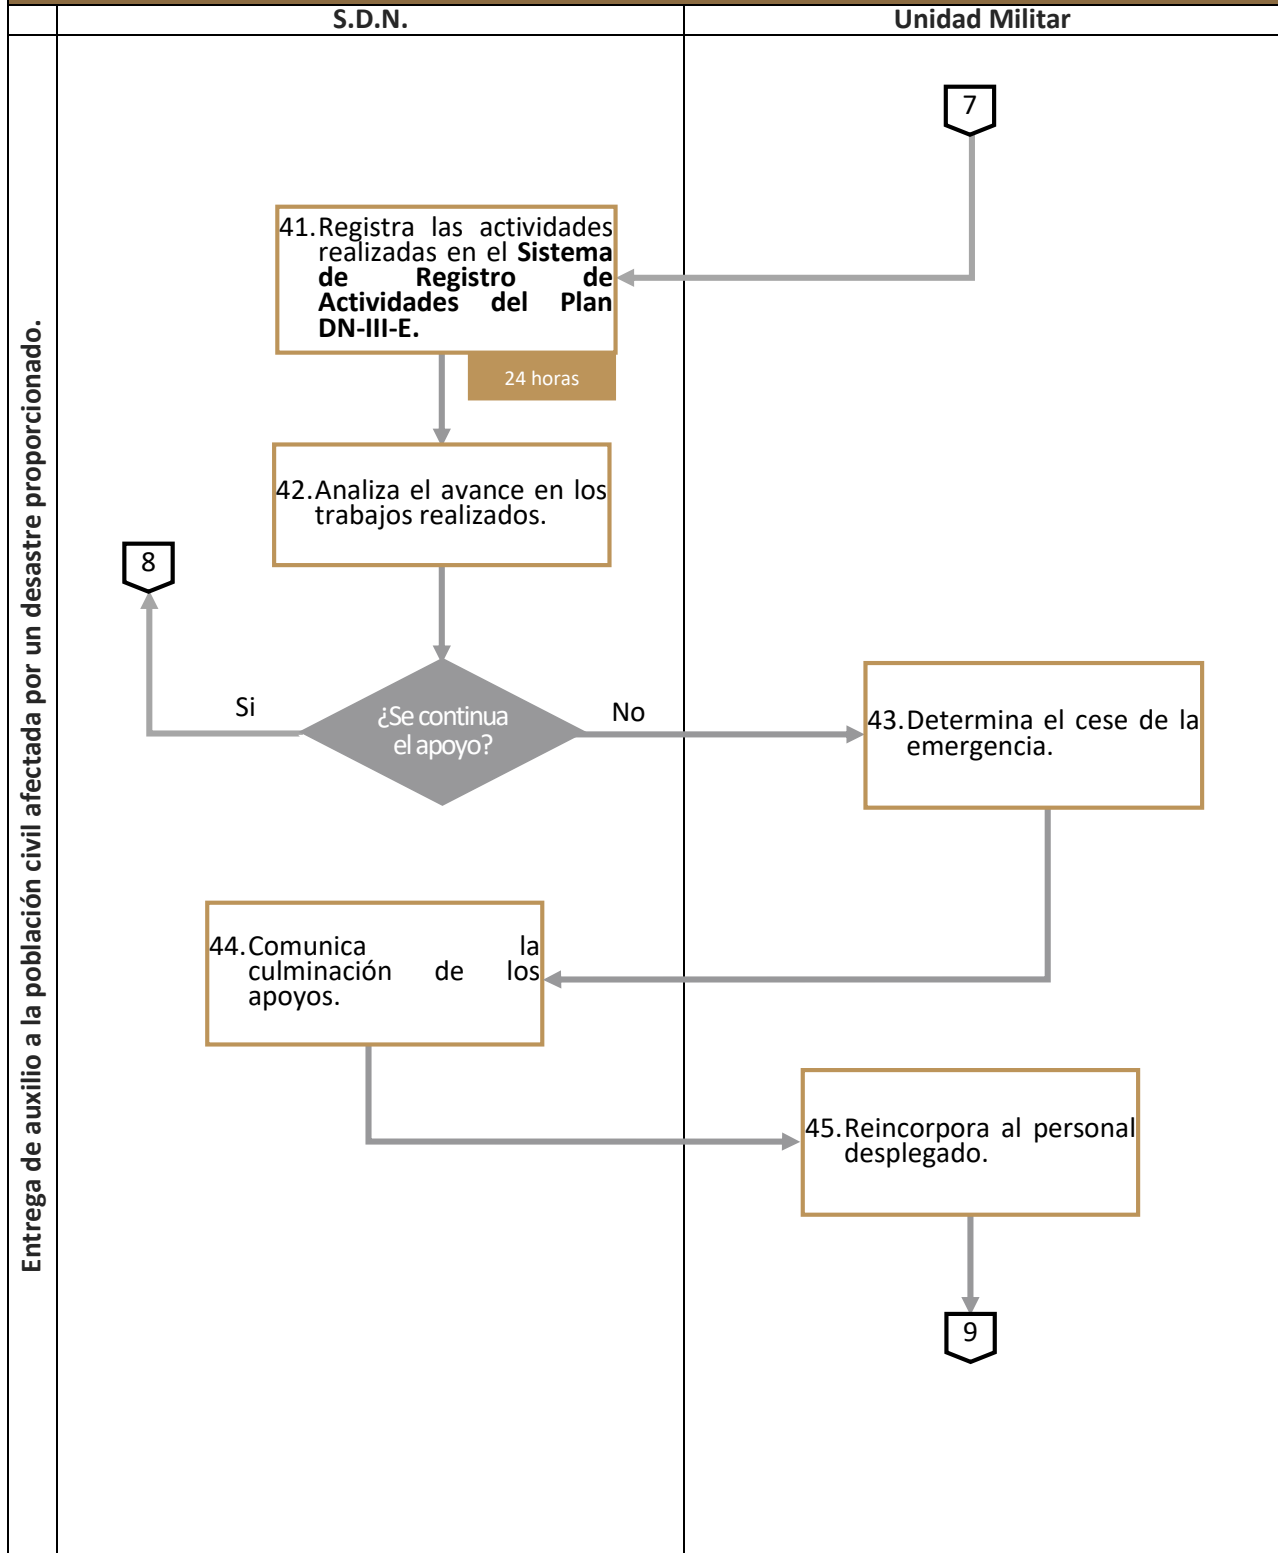 S.D.N.
Unidad Militar
Entrega de auxilio a la población civil afectada por un desastre proporcionado.
7
41.Registra las actividades
realizadas en el Sistema
de Registro de
Actividades del Plan
DN-III-E.
24 horas
42.Analiza el avance en los
trabajos realizados.
8
Si
¿Se continua
el apoyo?
No
43.Determina el cese de la
emergencia.
44.Comunica la
culminación de los
apoyos.
45.Reincorpora al personal
desplegado.
9